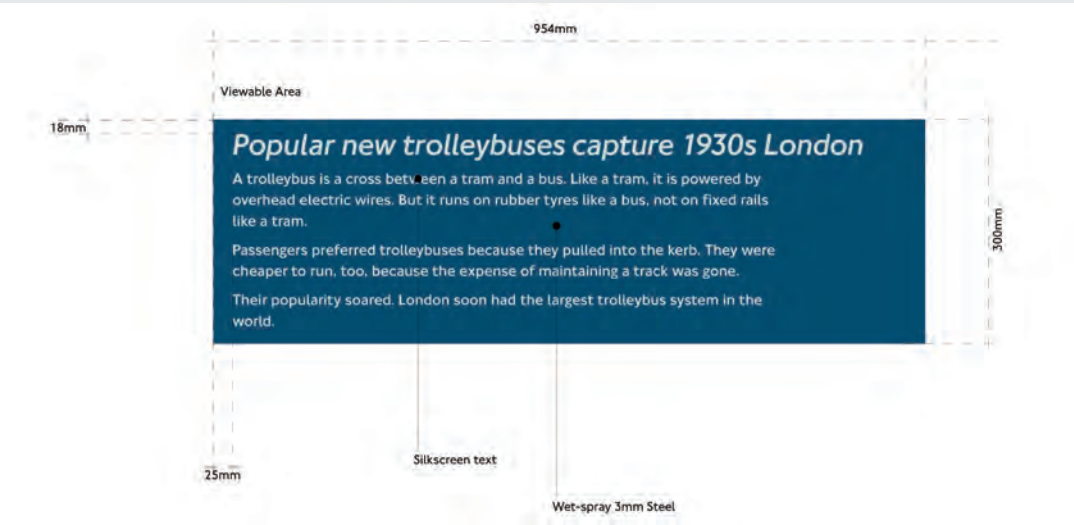 954mm
Viewable Area
18mm
Popular new trolleybuses capture 1930s London
A trolleybus is a cross between a tram and a bus. Like a tram, it is powered by
overhead electric wires. But it runs on rubber tyres like a bus, not on fixed rails
like a tram.
300mm
Passengers preferred trolleybuses because they pulled into the kerb. They were
cheaper to run, too, because the expense of maintaining a track was gone.
Their popularity soared. London soon had the largest trolleybus system in the
world.
Silkscreen text
25mm
Wet-spray 3mm Steel